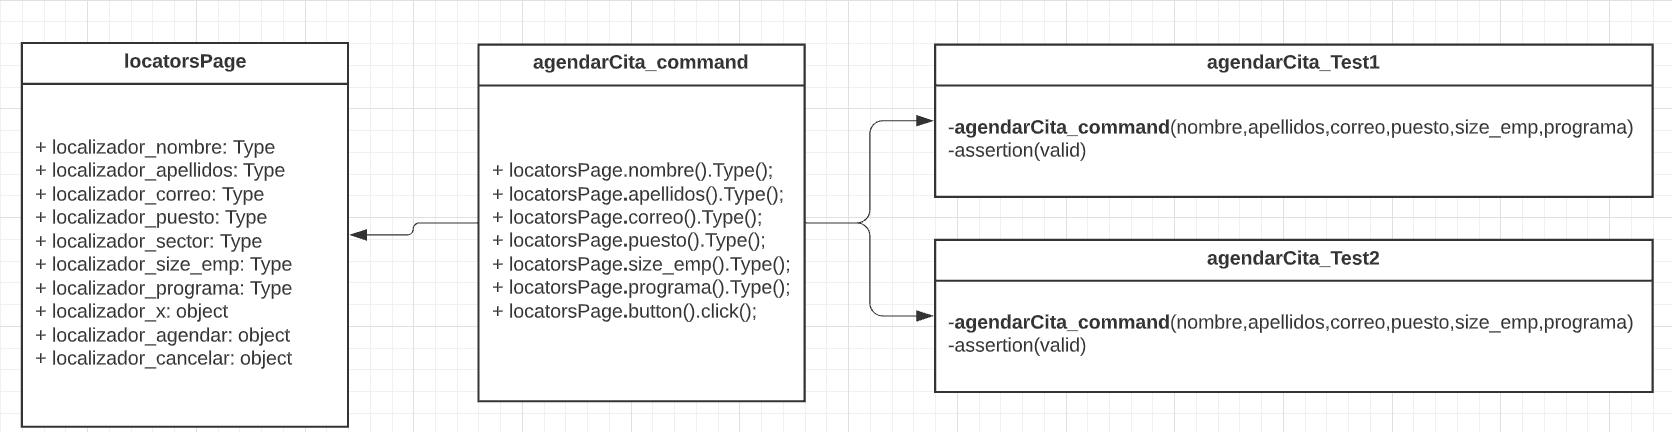 locatorsPage
+ localizador_nombre: Type
+ localizador_apellidos: Type
+ localizador_correo: Type
+ localizador_puesto: Type
+ localizador_sector: Type
+ localizador_size_emp: Type
+ localizador_programa: Type
+ localizador_x: object
+ localizador_agendar: object
+ localizador_cancelar: object
agendarCita_command
+ locatorsPage.nombre().Type();
+ locatorsPage.apellidos().Type();
+ locatorsPage.correo().Type();
+ locatorsPage.puesto().Type();
+ locatorsPage.size_emp().Type();
+ locatorsPage.programa().Type();
+ locatorsPage.button().click();
agendarCita_Test1
-agendarCita_command(nombre,apellidos,correo,puesto,size_emp,programa)
-assertion(valid)
agendarCita_Test2
-agendarCita_command(nombre,apellidos,correo,puesto,size_emp,programa)
-assertion(valid)